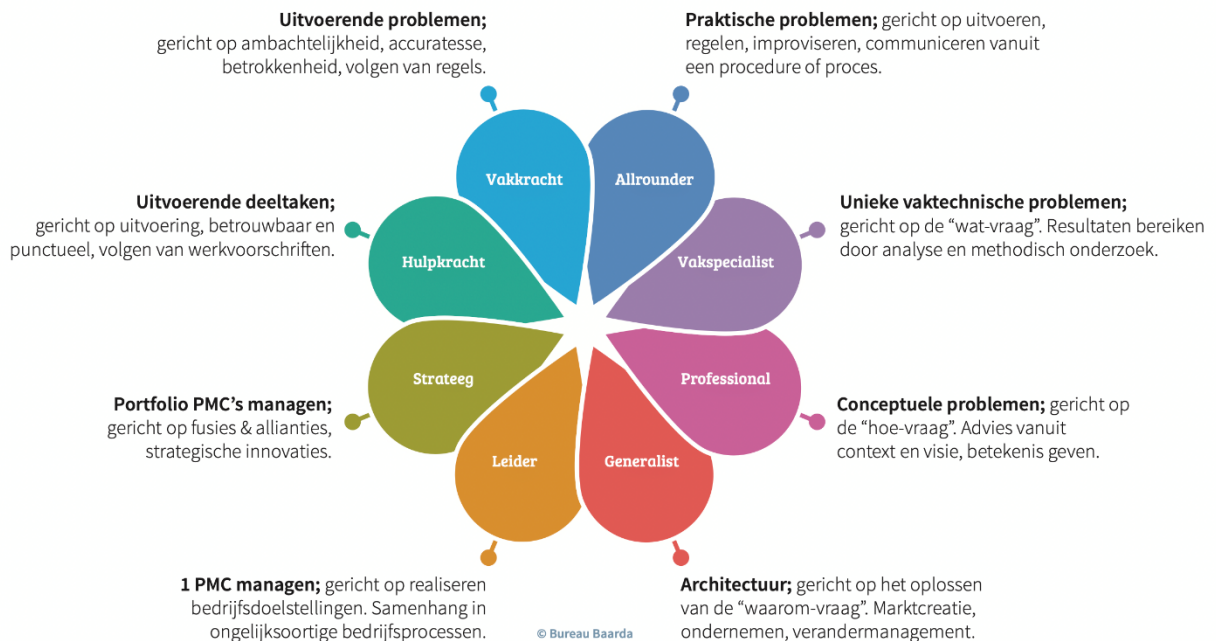 Uitvoerende problemen;
gericht op ambachtelijkheid, accuratesse,
betrokkenheid, volgen van regels.
Praktische problemen; gericht op uitvoeren,
regelen, improviseren, communiceren vanuit
een procedure of proces.
Vakkracht
Allrounder
Uitvoerende deeltaken;
gericht op uitvoering, betrouwbaar en
punctueel, volgen van werkvoorschriften.
Hulpkracht
Vakspecialist
Unieke vaktechnische problemen;
gericht op de “wat-vraag”. Resultaten bereiken
door analyse en methodisch onderzoek.
Portfolio PMC’s managen;
gericht op fusies & allianties,
strategische innovaties.
Strateeg
Professional
Conceptuele problemen; gericht op
de “hoe-vraag”. Advies vanuit
context en visie, betekenis geven.
Leider
Generalist
1 PMC managen; gericht op realiseren
bedrijfsdoelstellingen. Samenhang in
ongelijksoortige bedrijfsprocessen.
© Bureau Baarda
Architectuur; gericht op het oplossen
van de “waarom-vraag”. Marktcreatie,
ondernemen, verandermanagement.